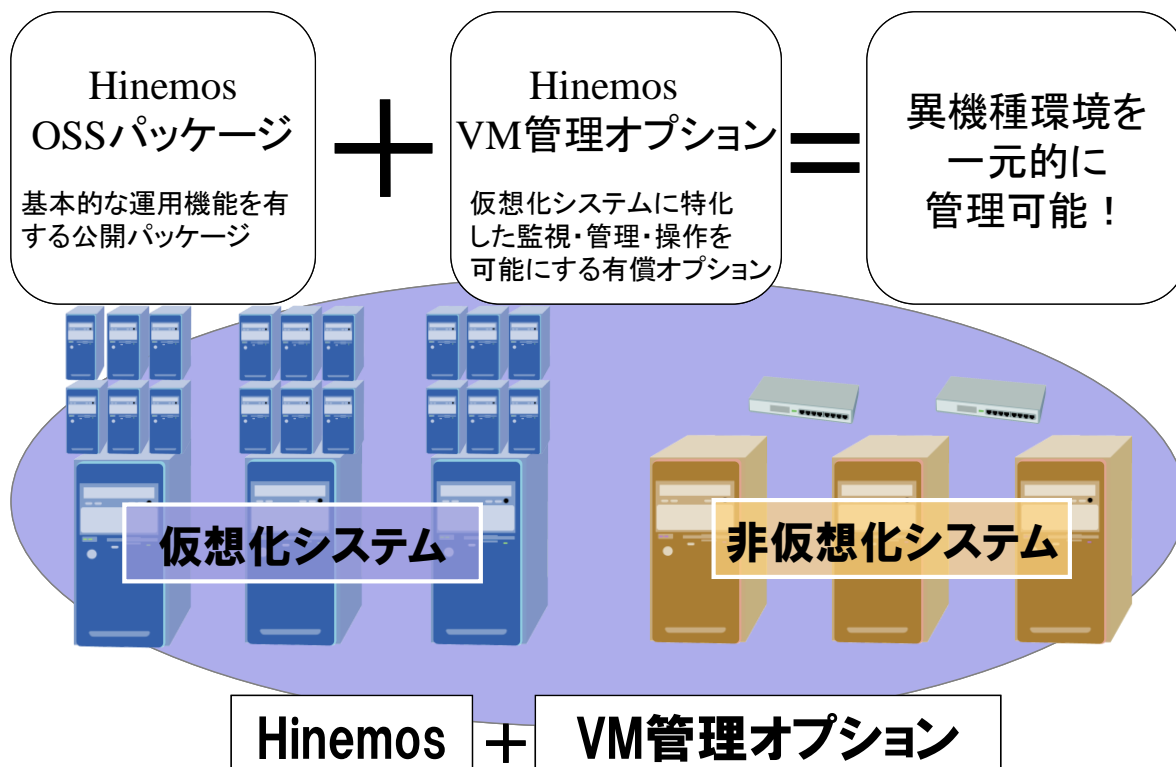 Hinemos
OSSパッケージ
基本的な運用機能を有
する公開パッケージ
+
Hinemos
VM管理オプション
仮想化システムに特化
した監視・管理・操作を
可能にする有償オプション
=
異機種環境を
一元的に
管理可能！
仮想化システム
非仮想化システム
Hinemos + VM管理オプション